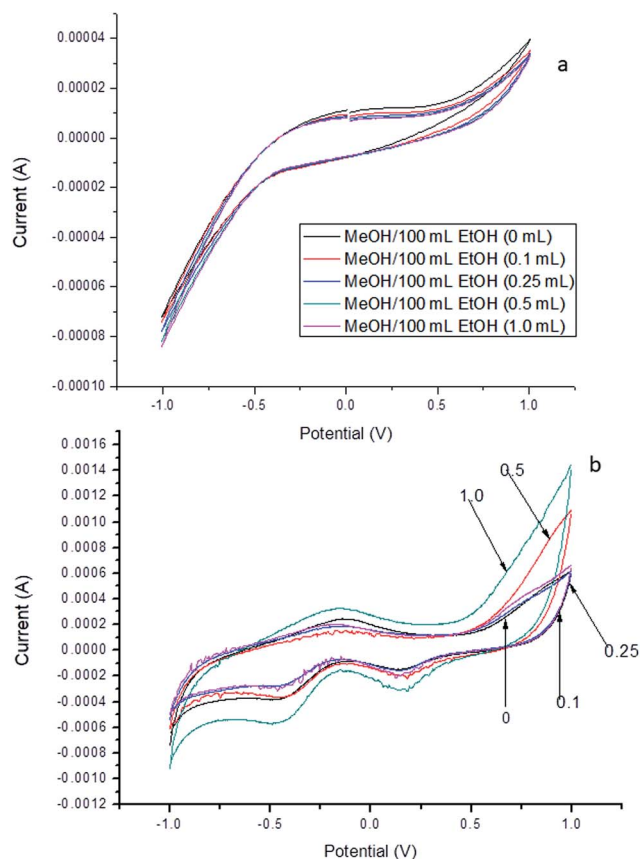 a
0.00004
0.00002
0.00000
-0.00002
-0.00004
-0.00006
-0.00008
-0.00010
Current (A)
MeOH/100 mL EtOH (0 mL)
MeOH/100 mL EtOH (0.1 mL)
MeOH/100 mL EtOH (0.25 mL)
MeOH/100 mL EtOH (0.5 mL)
MeOH/100 mL EtOH (1.0 mL)
-1.0 -0.5 0.0 0.5 1.0
Potential (V)
b
0.0016
0.0014
0.0012
0.0010
0.0008
0.0006
0.0004
0.0002
0.0000
-0.0002
-0.0004
-0.0006
-0.0008
-0.0010
-0.0012
Current (A)
0.5
1.0
0.25
0.1
0
-1.0 -0.5 0.0 0.5 1.0
Potential (V)